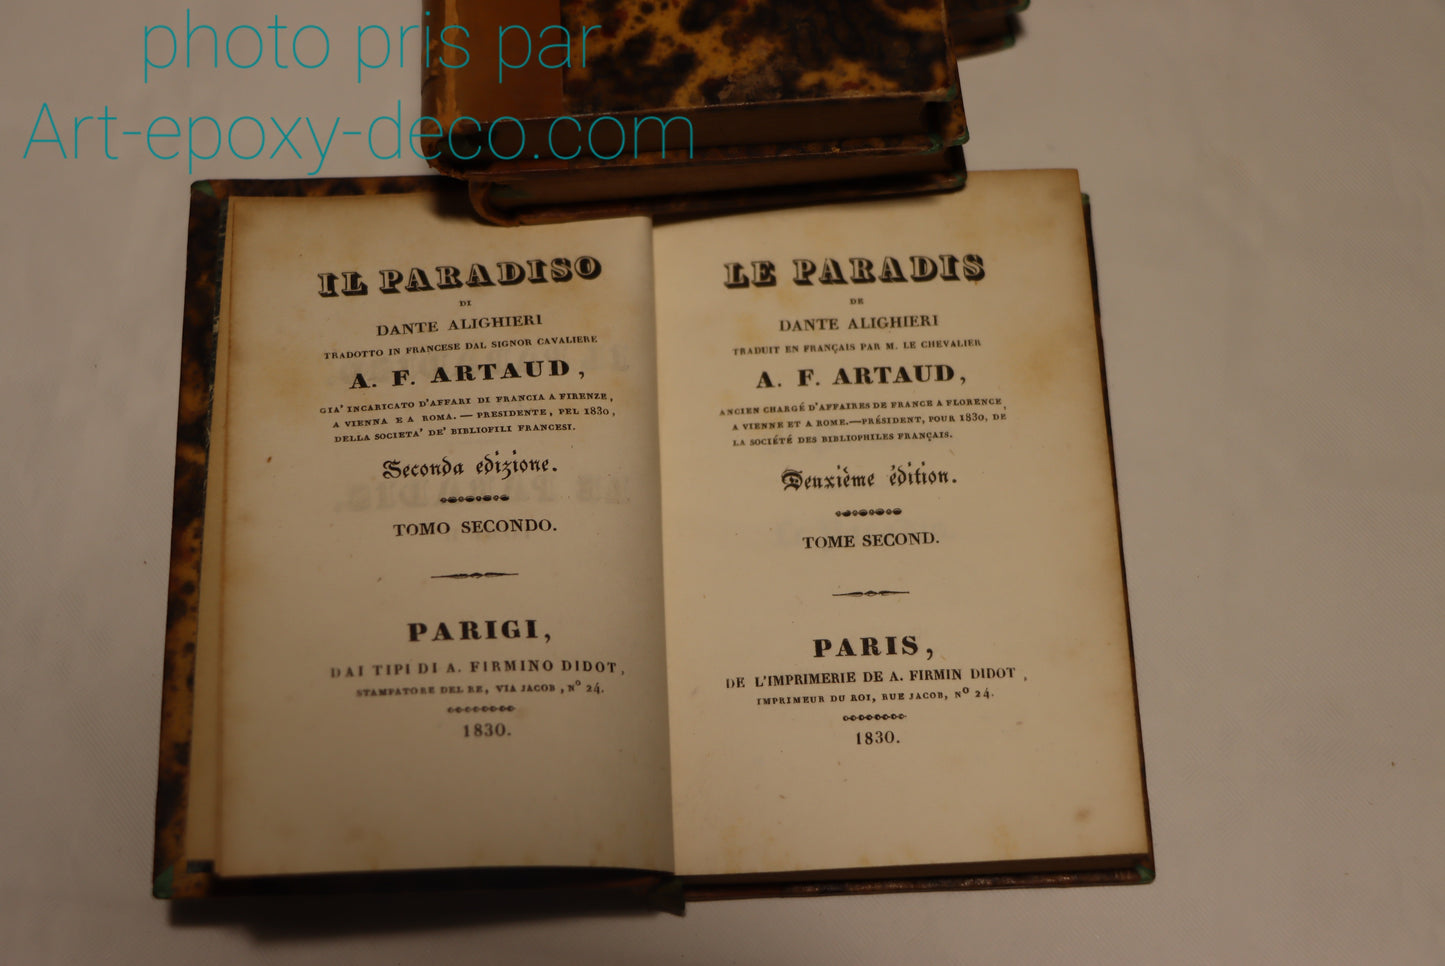 photo pris par
Art-epoxy-deco.com
IL PARADISO
DI
DANTE ALIGHIERI
TRADOTTO IN FRANCESE DAL SIGNOR CAVALIERE
A. F. ARTAUD,
GIA' INCARICATO D'AFFARI DI FRANCIA A FIRENZE,
A VIENNA E A ROMA. — PRESIDENTE, PEL 1830,
DELLA SOCIETA' DE' BIBLIOFILI FRANCESI.
Seconda edizione.
TOMO SECONDO.
PARIGI,
DAI TIPI DI A. FIRMINO DIDOT,
STAMPATORE DEL RE, VIA JACOB, Nº 24.
1830.
LE PARADIS
DE
DANTE ALIGHIERI
TRADUIT EN FRANÇAIS PAR M. LE CHEVALIER
A. F. ARTAUD,
ANCIEN CHARGÉ D'AFFAIRES DE FRANCE A FLORENCE,
A VIENNE ET A ROME.—PRÉSIDENT, POUR 1830, DE
LA SOCIÉTÉ DES BIBLIOPHILES FRANÇAIS.
Deuxième édition.
TOME SECOND.
PARIS,
DE L'IMPRIMERIE DE A. FIRMIN DIDOT,
IMPRIMEUR DU ROI, RUE JACOB, Nº 24.
1830.